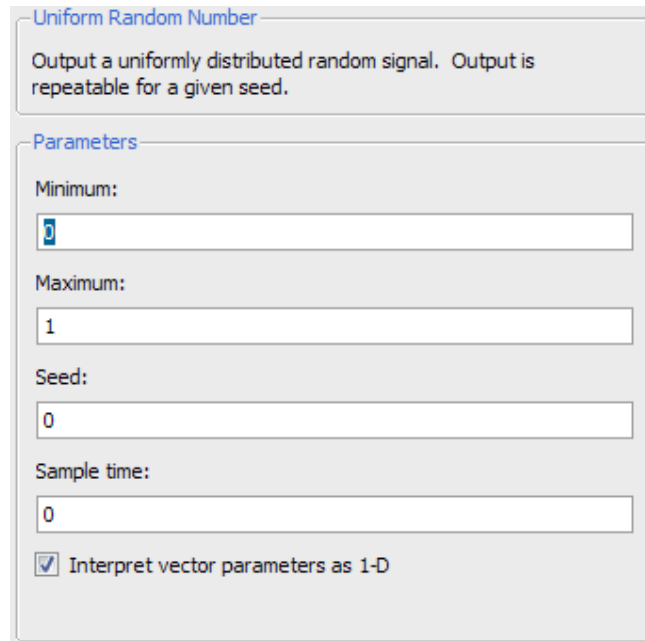 Uniform Random Number
Output a uniformly distributed random signal.  Output is
repeatable for a given seed.
Parameters
Minimum:
0
Maximum:
1
Seed:
0
Sample time:
0
Interpret vector parameters as 1-D